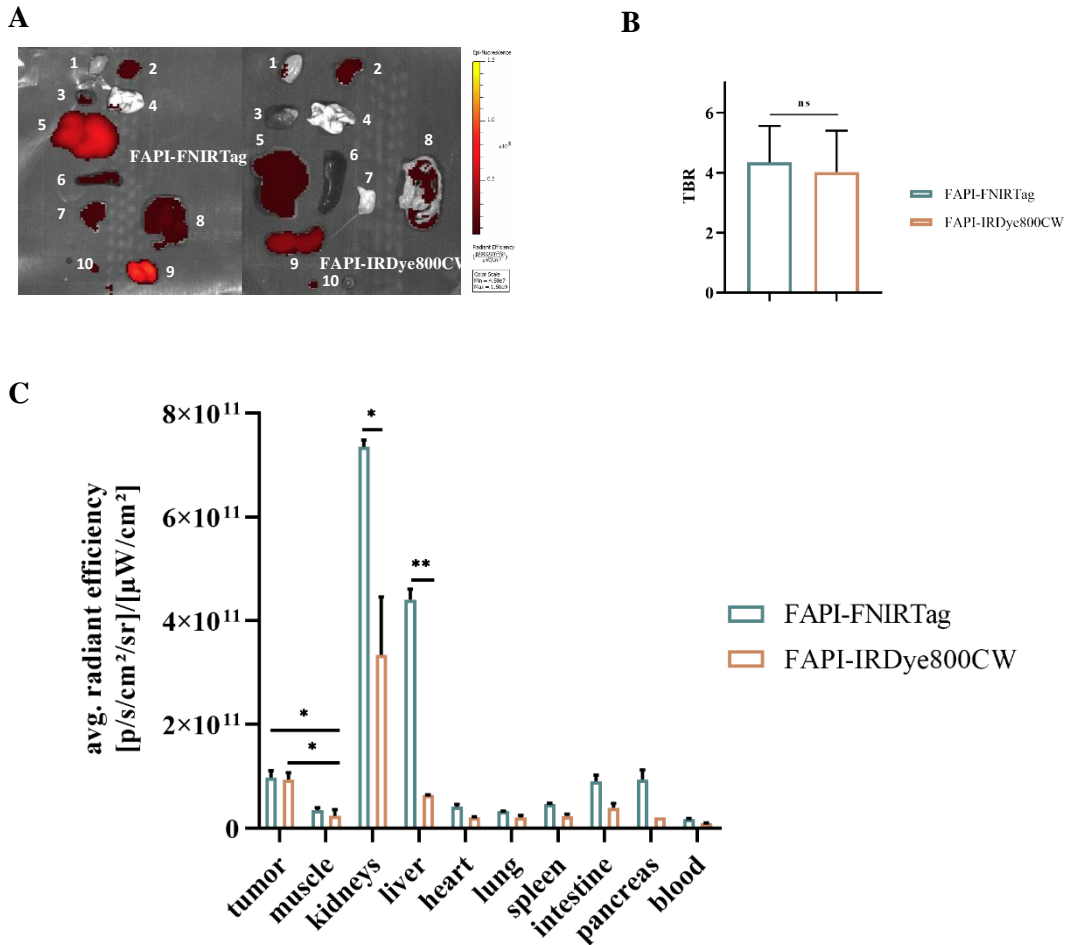 A
1
2
3
4
5
FAPI-FNIRTag
6
7
8
10
9
1
2
3
4
5
6
8
7
9
FAPI-IRDye800CW
10
Epi-fluorescence
Radiant Efficiency
Color Scale
B
ns
6
4
2
0
TBR
FAPI-FNIRTag
FAPI-IRDye800CW
C
8×10¹¹
6×10¹¹
4×10¹¹
2×10¹¹
0
avg. radiant efficiency
[p/s/cm²/sr]/[µW/cm²]
*
**
*
*
FAPI-FNIRTag
FAPI-IRDye800CW
tumor
muscle
kidneys
liver
heart
lung
spleen
intestine
pancreas
blood